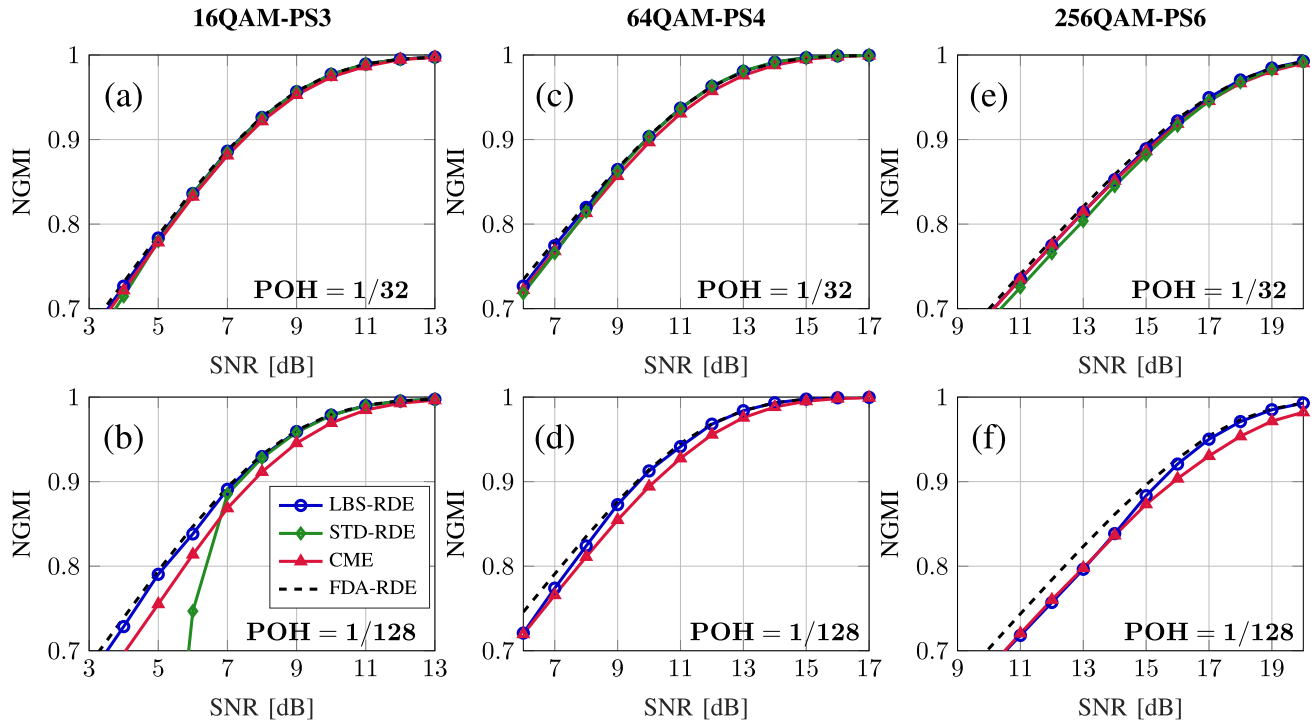 16QAM-PS3
64QAM-PS4
256QAM-PS6
(a)
NGMI
1
0.9
0.8
0.7
POH = 1/32
3 5 7 9 11 13
SNR [dB]
(c)
NGMI
1
0.9
0.8
0.7
POH = 1/32
7 9 11 13 15 17
SNR [dB]
(e)
NGMI
1
0.9
0.8
0.7
POH = 1/32
9 11 13 15 17 19
SNR [dB]
(b)
NGMI
1
0.9
0.8
0.7
LBS-RDE
STD-RDE
CME
FDA-RDE
POH = 1/128
3 5 7 9 11 13
SNR [dB]
(d)
NGMI
1
0.9
0.8
0.7
POH = 1/128
7 9 11 13 15 17
SNR [dB]
(f)
NGMI
1
0.9
0.8
0.7
POH = 1/128
9 11 13 15 17 19
SNR [dB]